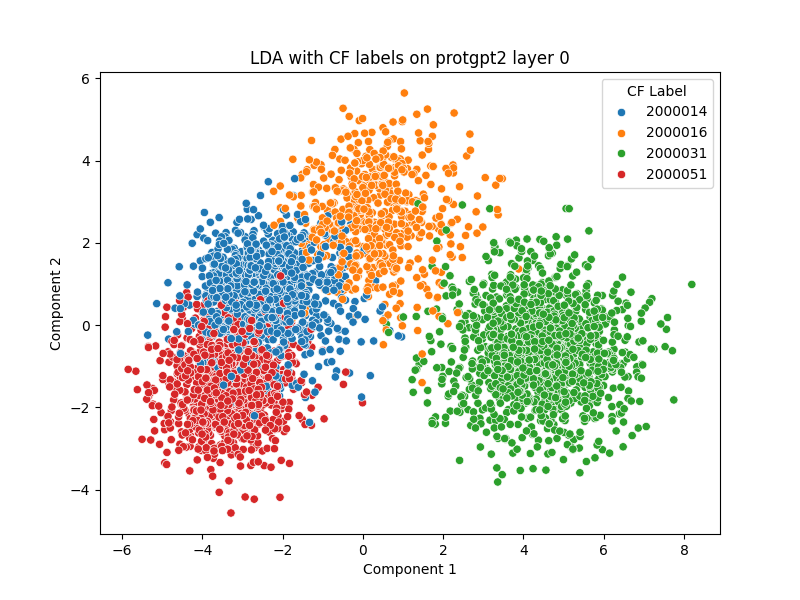 LDA with CF labels on protgpt2 layer 0
CF Label
2000014
2000016
2000031
2000051
6
4
2
0
−2
−4
Component 2
−6 −4 −2 0 2 4 6 8
Component 1